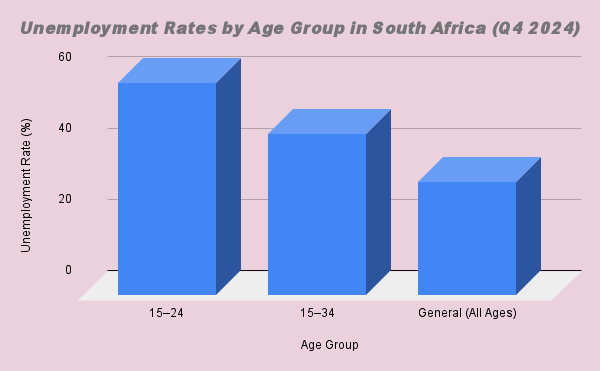 Unemployment Rates by Age Group in South Africa (Q4 2024)
60
40
20
0
Unemployment Rate (%)
15–24
15–34
General (All Ages)
Age Group